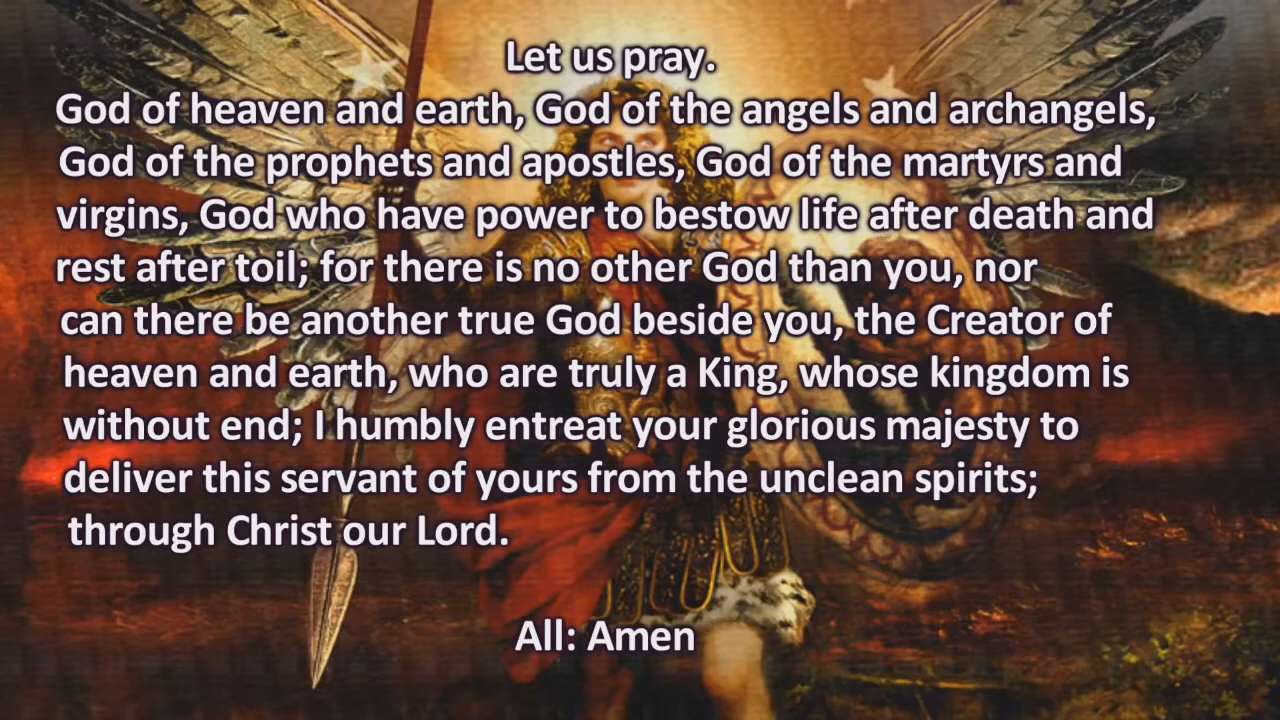 Let us pray.
God of heaven and earth, God of the angels and archangels,
God of the prophets and apostles, God of the martyrs and
virgins, God who have power to bestow life after death and
rest after toil; for there is no other God than you, nor
can there be another true God beside you, the Creator of
heaven and earth, who are truly a King, whose kingdom is
without end; I humbly entreat your glorious majesty to
deliver this servant of yours from the unclean spirits;
through Christ our Lord.
All: Amen